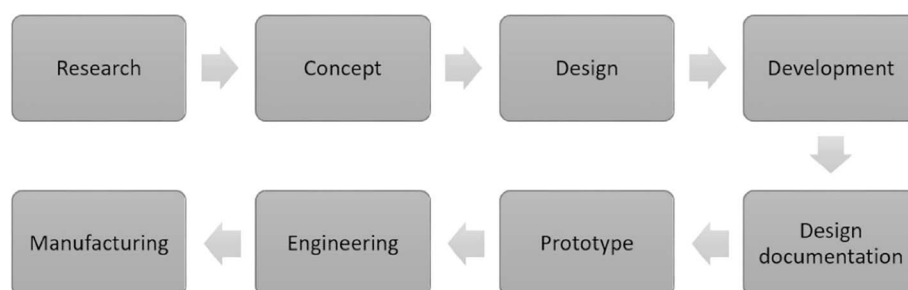 Research
Concept
Design
Development
Design
documentation
Prototype
Engineering
Manufacturing